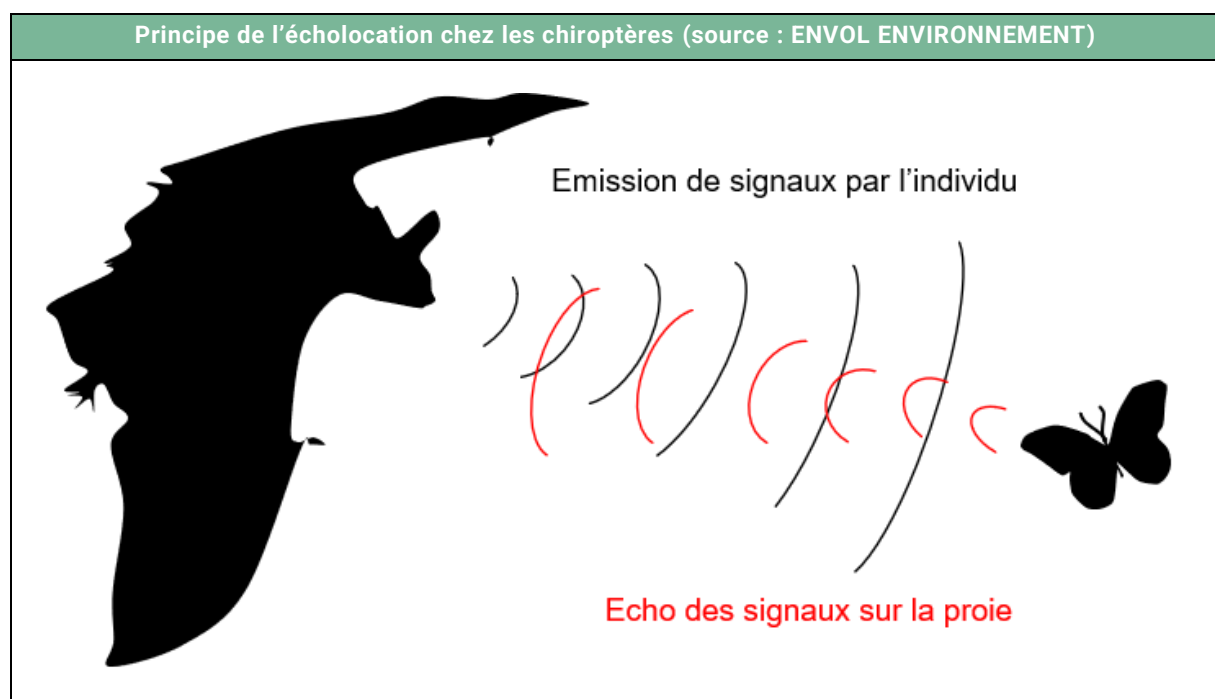 Principe de l’écholocation chez les chiroptères (source : ENVOL ENVIRONNEMENT)
Emission de signaux par l’individu
Echo des signaux sur la proie